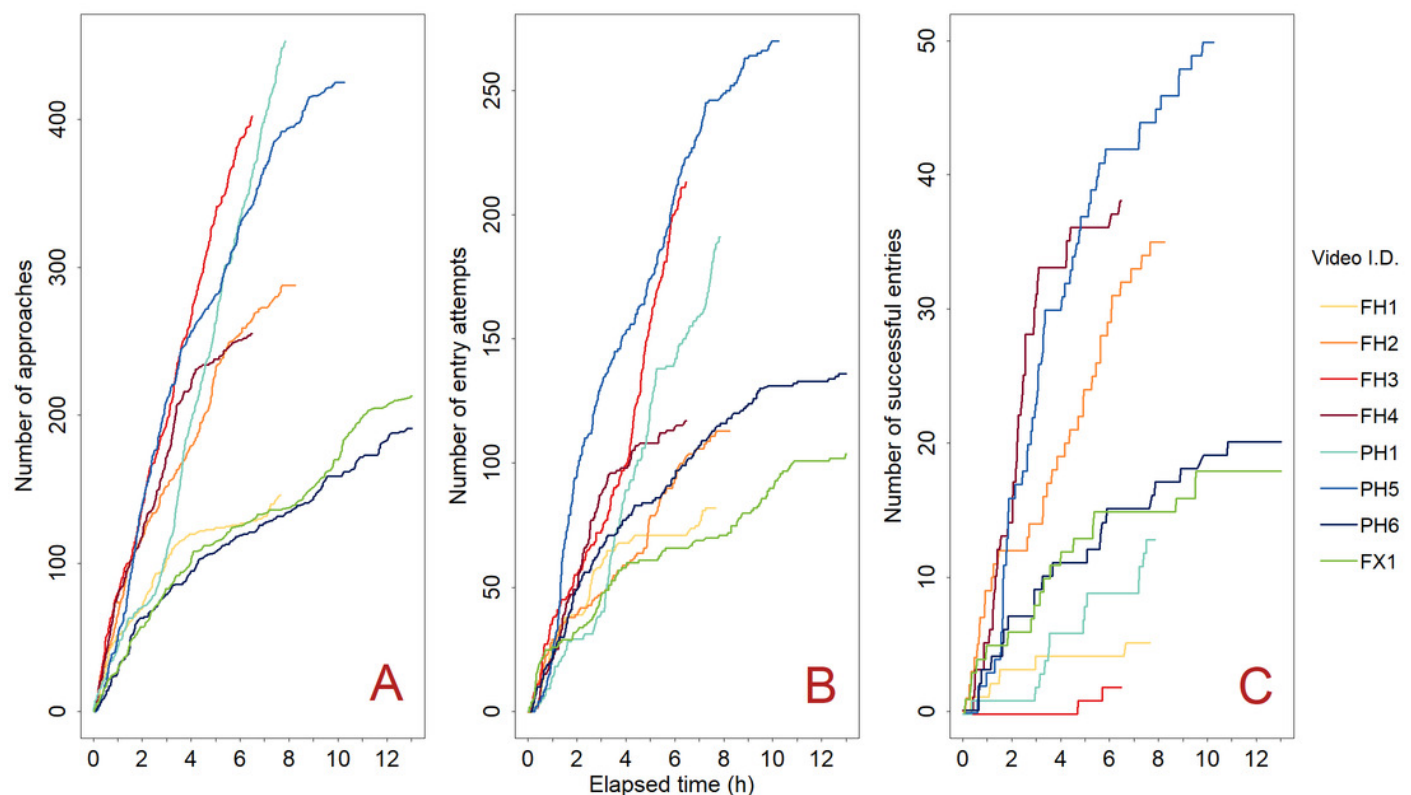 Number of approaches
0
100
200
300
400
0 2 4 6 8 10 12
A
Number of entry attempts
0
50
100
150
200
250
0 2 4 6 8 10 12
Elapsed time (h)
B
Number of successful entries
0
10
20
30
40
50
0 2 4 6 8 10 12
C
Video I.D.
FH1
FH2
FH3
FH4
PH1
PH5
PH6
FX1